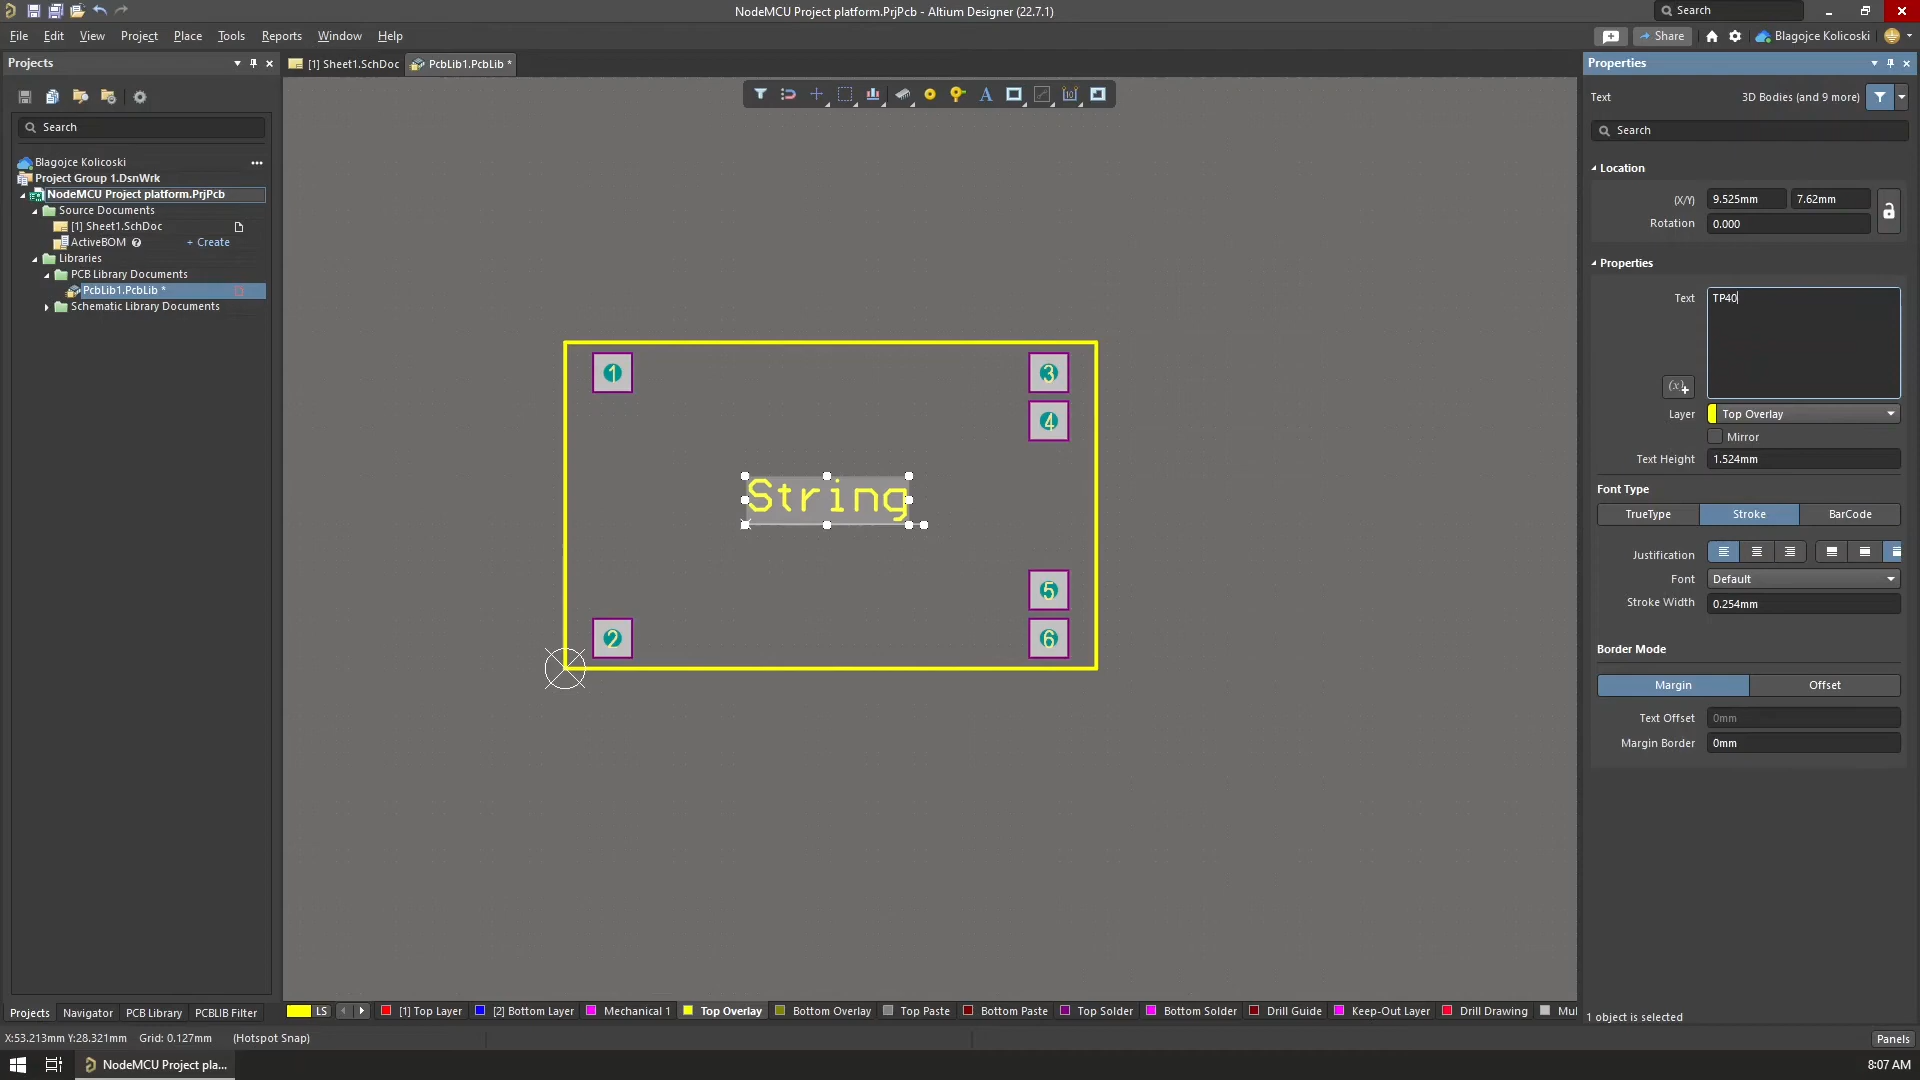 NodeMCU Project platform.PrjPcb - Altium Designer (22.7.1)
Search
File Edit View Project Place Tools Reports Window Help
Share
Blagojce Kolicoski
Projects
[1] Sheet1.SchDoc
PcbLib1.PcbLib *
Properties
Text
3D Bodies (and 9 more)
Search
Search
Blagojce Kolicoski
Project Group 1.DsnWrk
NodeMCU Project platform.PrjPcb
Source Documents
[1] Sheet1.SchDoc
ActiveBOM
+ Create
Libraries
PCB Library Documents
PcbLib1.PcbLib *
Schematic Library Documents
1
2
3
4
5
6
String
Location
(X/Y) 9.525mm 7.62mm
Rotation 0.000
Properties
Text TP40
Layer Top Overlay
Mirror
Text Height 1.524mm
Font Type
TrueType Stroke BarCode
Justification
Font Default
Stroke Width 0.254mm
Border Mode
Margin Offset
Text Offset 0mm
Margin Border 0mm
1 object is selected
Projects Navigator PCB Library PCBLIB Filter
LS [1] Top Layer [2] Bottom Layer Mechanical 1 Top Overlay Bottom Overlay Top Paste Bottom Paste Top Solder Bottom Solder Drill Guide Keep-Out Layer Drill Drawing Mul
X:53.213mm Y:28.321mm Grid: 0.127mm (Hotspot Snap)
Panels
NodeMCU Project pla...
8:07 AM